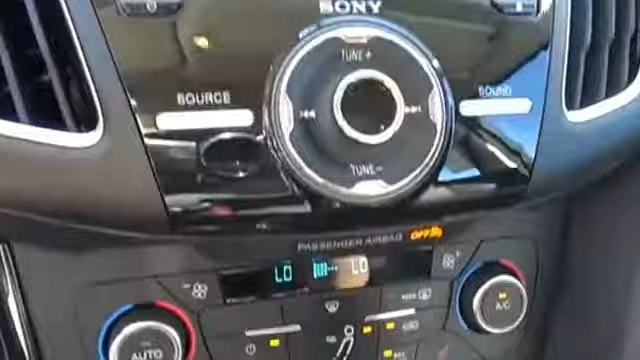 SONY
TUNE+
SOURCE
SOUND
TUNE-
PASSENGER AIRBAG OFF
LO LO
AUTO
A/C